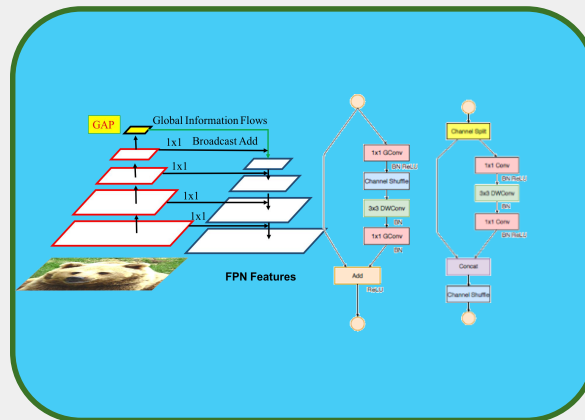 GAP
Global Information Flows
1x1
Broadcast Add
1x1
1x1
1x1
FPN Features
1x1 GConv
BN ReLU
Channel Shuffle
3x3 DWConv
BN
1x1 GConv
BN
Add
ReLU
Channel Split
1x1 Conv
BN ReLU
3x3 DWConv
BN
1x1 Conv
BN ReLU
Concat
Channel Shuffle